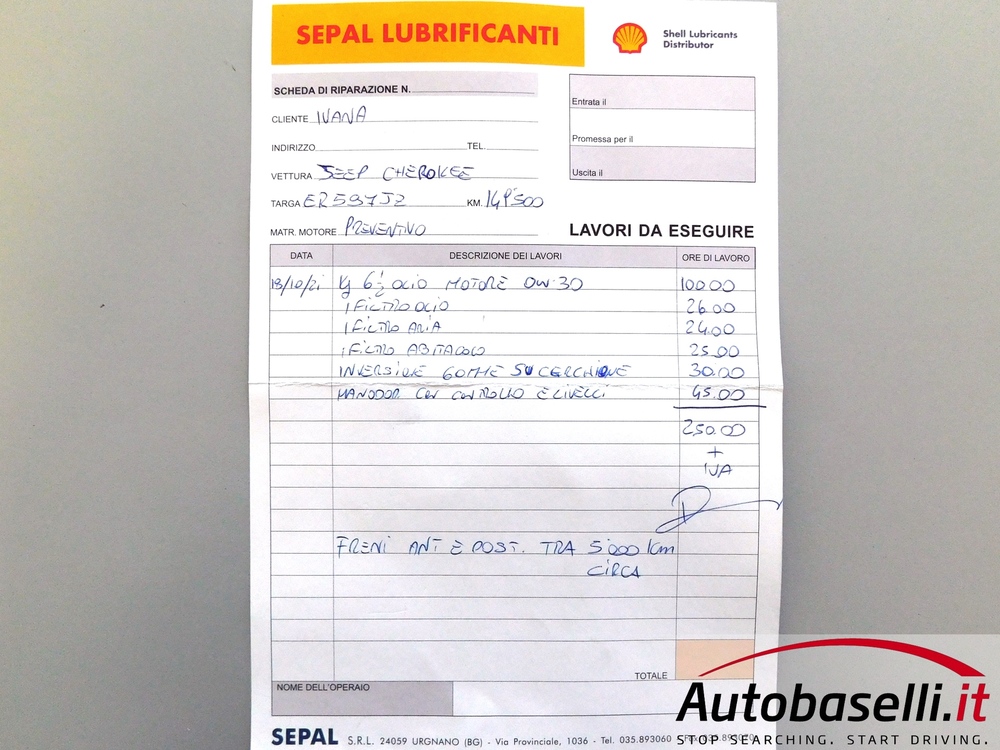 SEPAL LUBRIFICANTI
Shell Lubricants
Distributor
SCHEDA DI RIPARAZIONE N.
CLIENTE IVANA
INDIRIZZO TEL.
VETTURA JEEP CHEROKEE
TARGA ER597JZ KM. 149'500
MATR. MOTORE PREVENTIVO
Entrata il
Promessa per il
Uscita il
LAVORI DA ESEGUIRE
DATA DESCRIZIONE DEI LAVORI ORE DI LAVORO
18/10/21 Kg 6½ OLIO MOTORE 0W-30 100.00
1 FILTRO OLIO 26.00
1 FILTRO ARIA 24.00
1 FILTRO ABITACOLO 25.00
INVERSIONE GOMME SU CERCHIONE 30.00
MANODOP. CON CONTROLLO E LIVELLI 45.00
250.00
+
IVA
FRENI ANT E POST. TRA 5'000 Km
CIRCA
TOTALE
NOME DELL'OPERAIO
SEPAL S.R.L. 24059 URGNANO (BG) - Via Provinciale, 1036 - Tel. 035.893060
Autobaselli.it
STOP SEARCHING. START DRIVING.